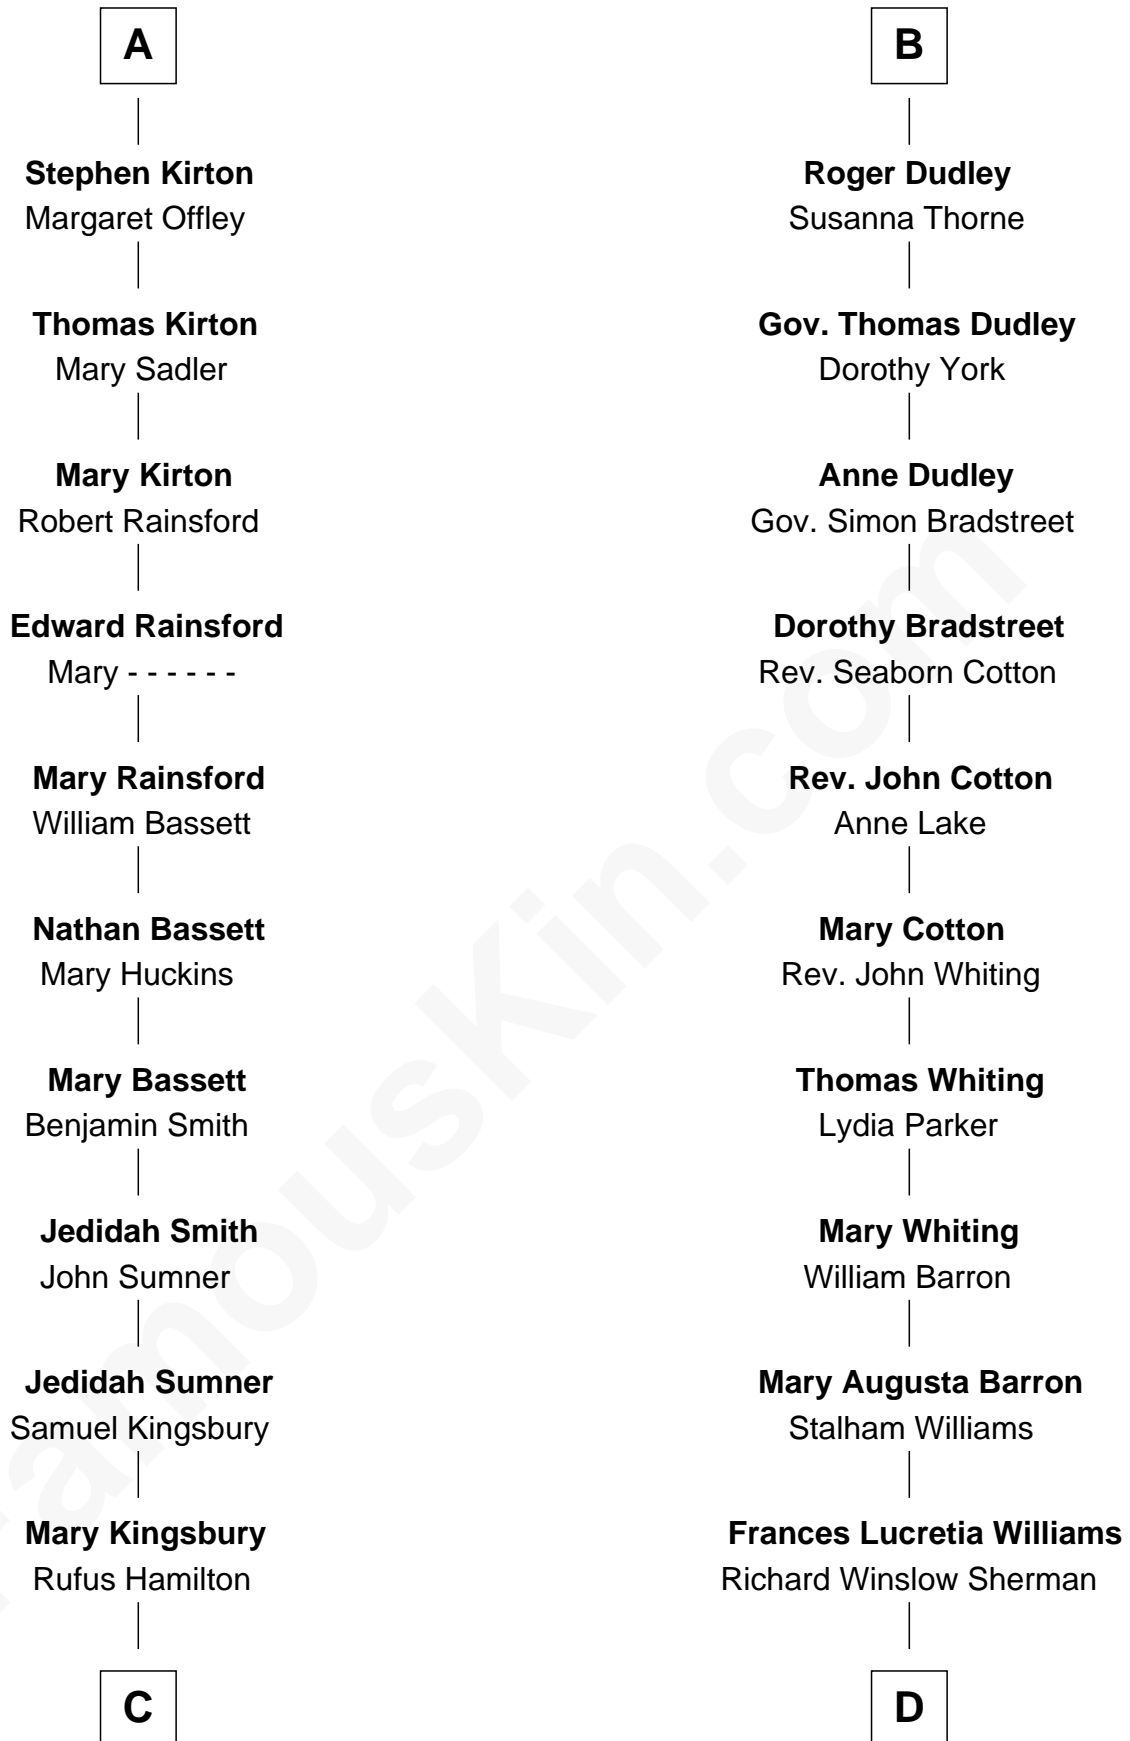 A
Stephen Kirton
Margaret Offley
Thomas Kirton
Mary Sadler
Mary Kirton
Robert Rainsford
Edward Rainsford
Mary - - - - - -
Mary Rainsford
William Bassett
Nathan Bassett
Mary Huckins
Mary Bassett
Benjamin Smith
Jedidah Smith
John Sumner
Jedidah Sumner
Samuel Kingsbury
Mary Kingsbury
Rufus Hamilton
C
B
Roger Dudley
Susanna Thorne
Gov. Thomas Dudley
Dorothy York
Anne Dudley
Gov. Simon Bradstreet
Dorothy Bradstreet
Rev. Seaborn Cotton
Rev. John Cotton
Anne Lake
Mary Cotton
Rev. John Whiting
Thomas Whiting
Lydia Parker
Mary Whiting
William Barron
Mary Augusta Barron
Stalham Williams
Frances Lucretia Williams
Richard Winslow Sherman
D
FamousKin.com